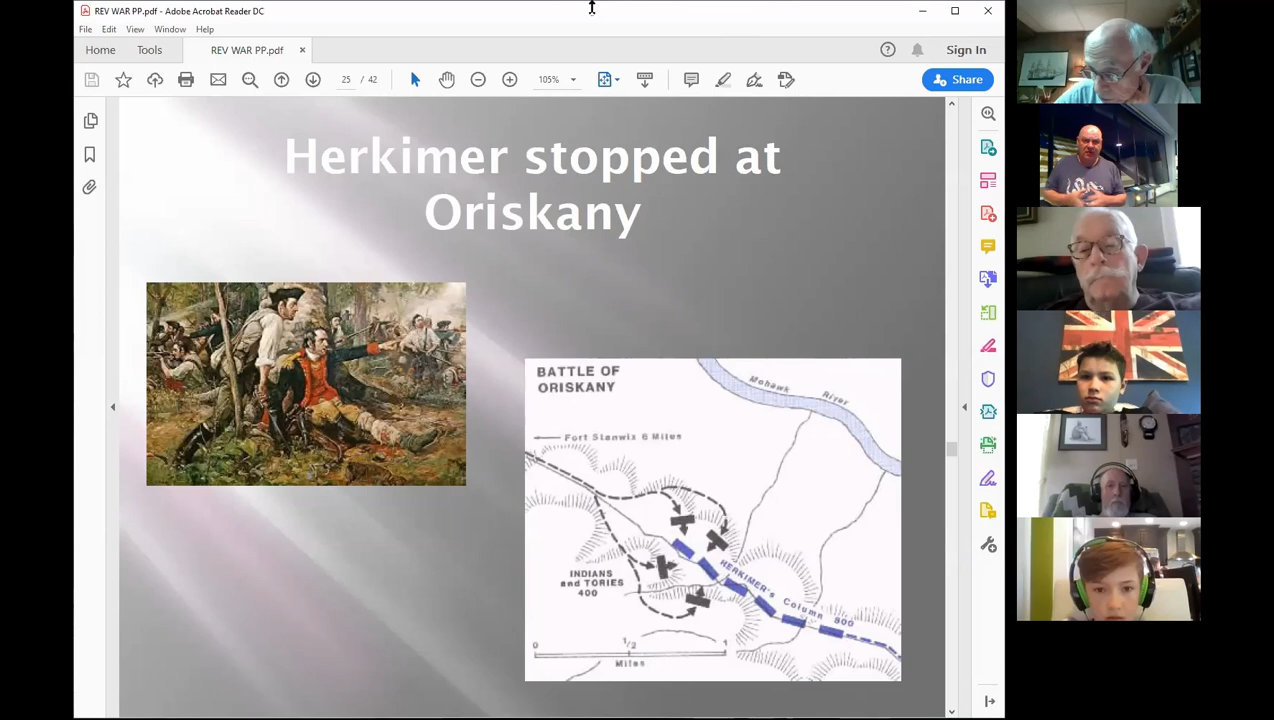 REV WAR PP.pdf - Adobe Acrobat Reader DC
File Edit View Window Help
Home Tools REV WAR PP.pdf × Sign In
25 / 42 105% Share
Herkimer stopped at
Oriskany
BATTLE OF
ORISKANY
Mohawk River
Fort Stanwix 6 Miles
INDIANS
and TORIES
400
HERKIMER's Column 800
0 1/2 1
Miles